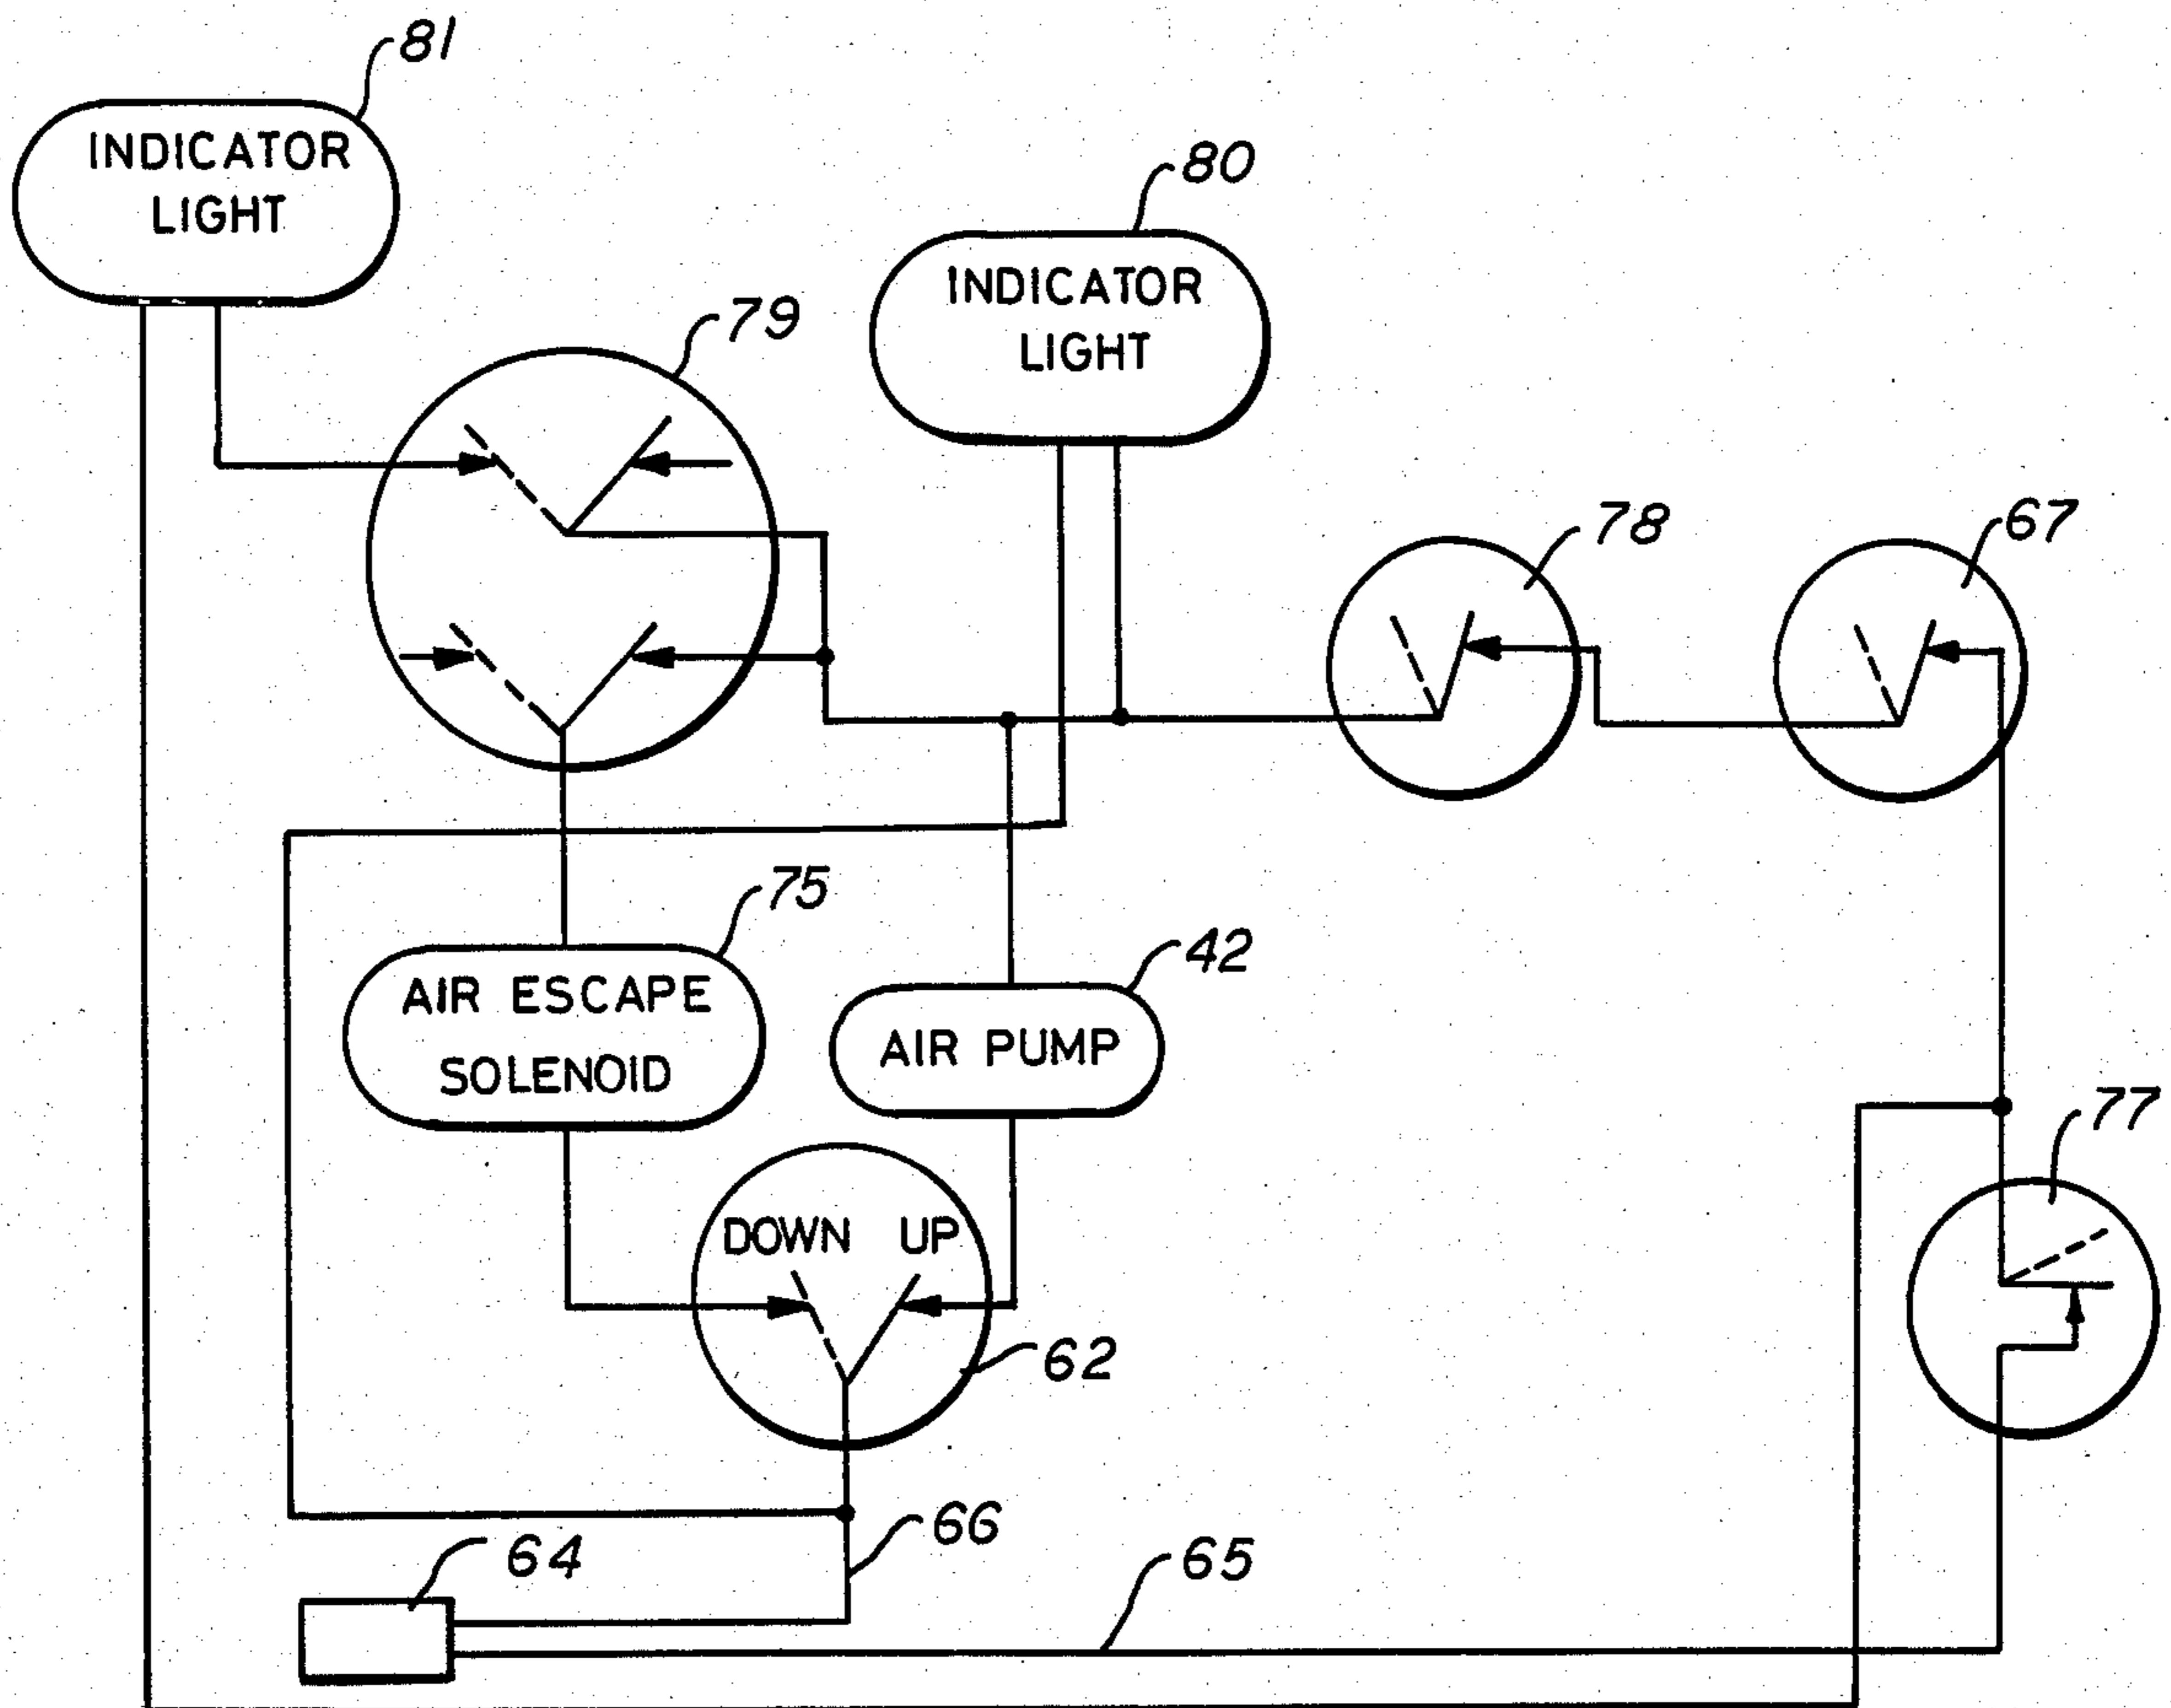 81
INDICATOR
LIGHT
80
INDICATOR
LIGHT
79
78
67
75
AIR ESCAPE
SOLENOID
42
AIR PUMP
77
DOWN UP
62
66
64
65